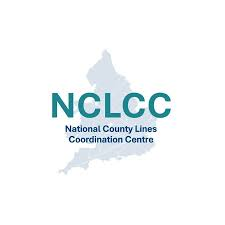 NCLCC
National County Lines
Coordination Centre